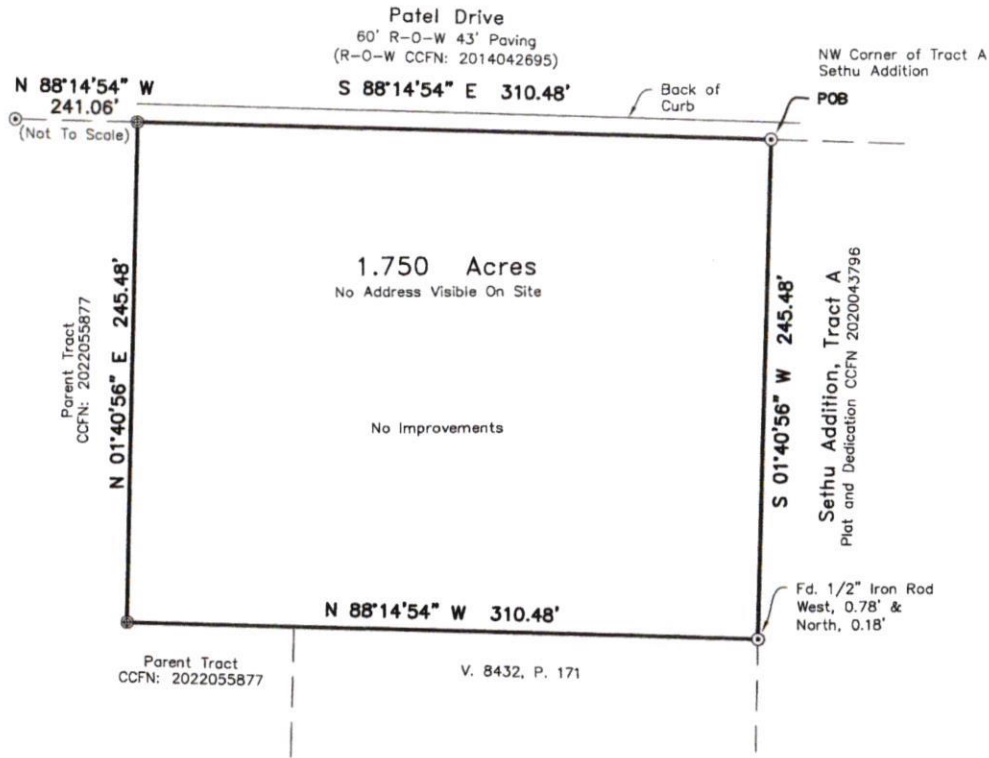 Patel Drive
60' R-O-W 43' Paving
(R-O-W CCFN: 2014042695)
NW Corner of Tract A
Sethu Addition
POB
N 88°14'54" W
241.06'
(Not To Scale)
S 88°14'54" E 310.48'
Back of
Curb
1.750 Acres
No Address Visible On Site
No Improvements
Parent Tract
CCFN: 2022055877
N 01°40'56" E 245.48'
S 01°40'56" W 245.48'
Sethu Addition, Tract A
Plat and Dedication CCFN 2020043796
Fd. 1/2" Iron Rod
West, 0.78' &
North, 0.18'
N 88°14'54" W 310.48'
Parent Tract
CCFN: 2022055877
V. 8432, P. 171